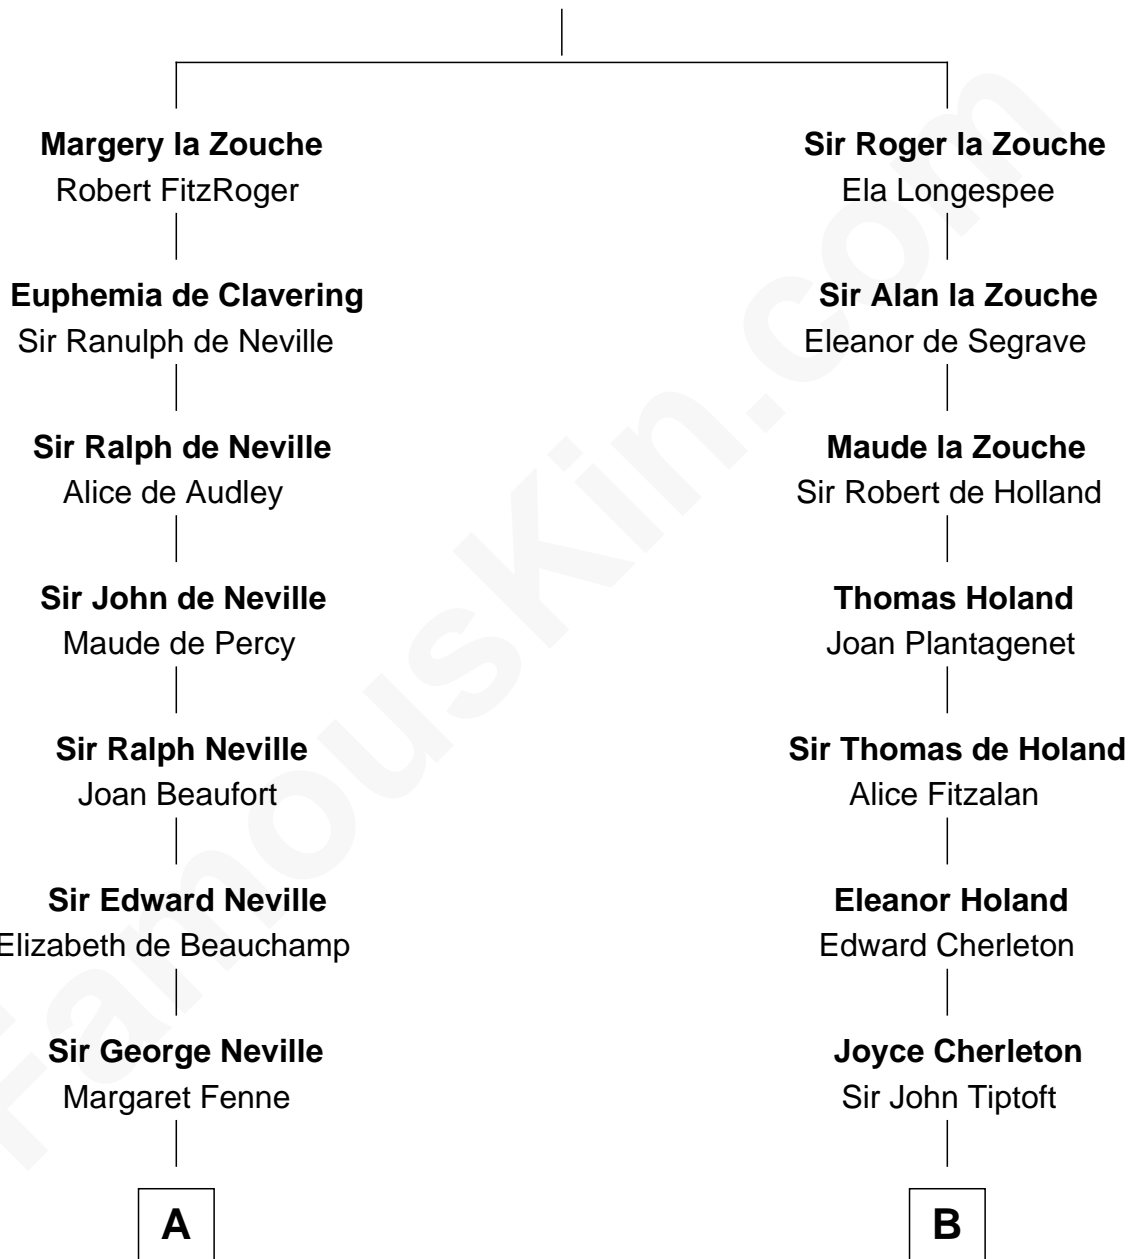 Margery la Zouche
Robert FitzRoger
Sir Roger la Zouche
Ela Longespee
Euphemia de Clavering
Sir Ranulph de Neville
Sir Alan la Zouche
Eleanor de Segrave
Sir Ralph de Neville
Alice de Audley
Maude la Zouche
Sir Robert de Holland
Sir John de Neville
Maude de Percy
Thomas Holand
Joan Plantagenet
Sir Ralph Neville
Joan Beaufort
Sir Thomas de Holand
Alice Fitzalan
Sir Edward Neville
Elizabeth de Beauchamp
Eleanor Holand
Edward Cherleton
Sir George Neville
Margaret Fenne
Joyce Cherleton
Sir John Tiptoft
A
B
FamousKin.com